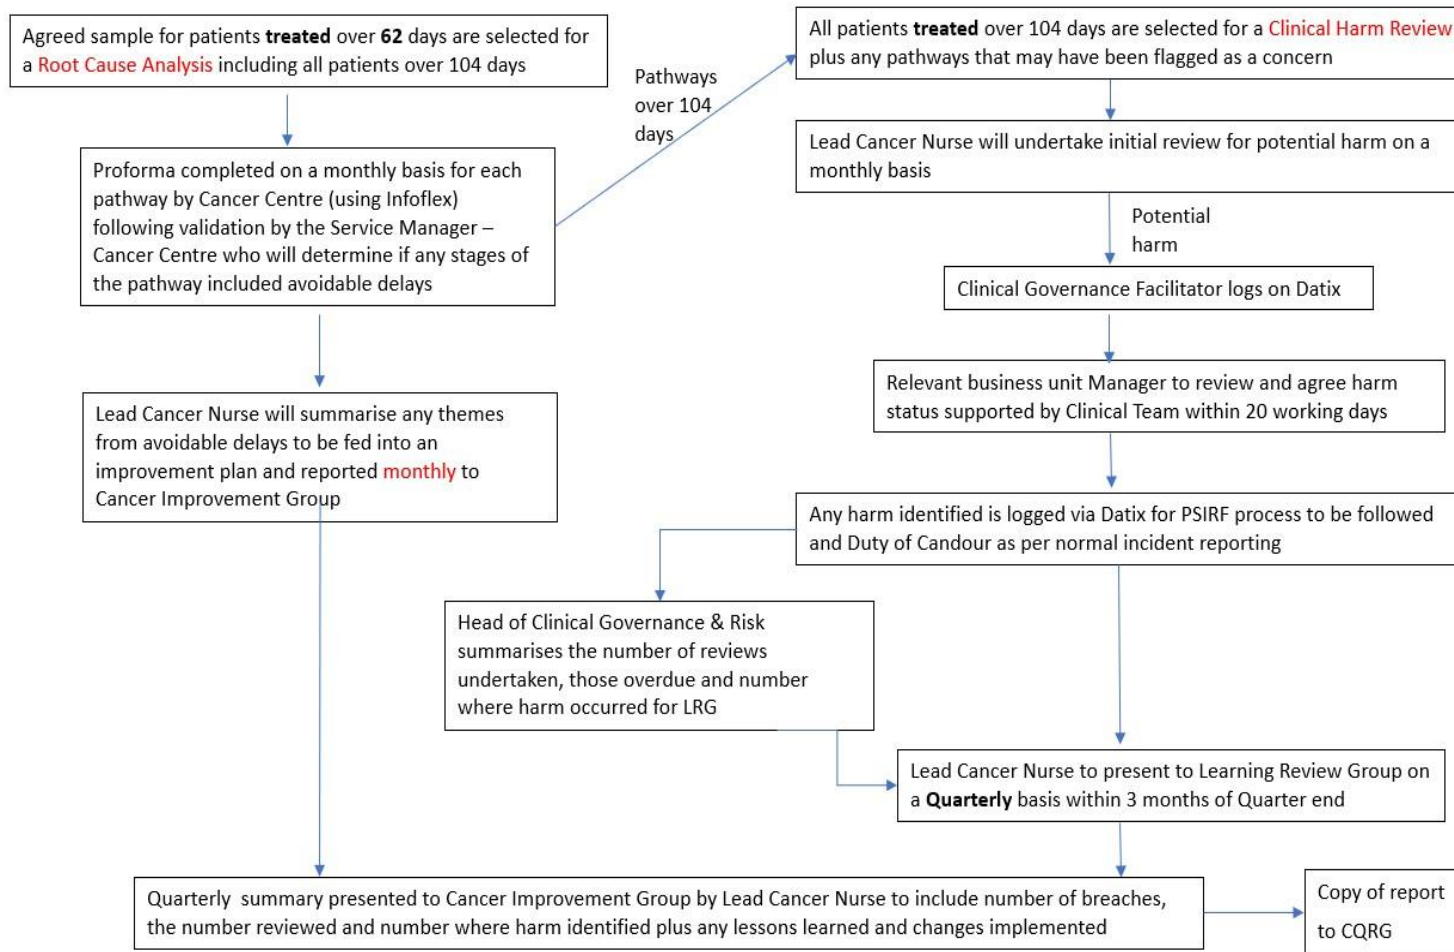 Agreed sample for patients treated over 62 days are selected for
a Root Cause Analysis including all patients over 104 days
Pathways
over 104
days
All patients treated over 104 days are selected for a Clinical Harm Review
plus any pathways that may have been flagged as a concern
Proforma completed on a monthly basis for each
pathway by Cancer Centre (using Infoflex)
following validation by the Service Manager –
Cancer Centre who will determine if any stages of
the pathway included avoidable delays
Lead Cancer Nurse will undertake initial review for potential harm on a
monthly basis
Potential
harm
Clinical Governance Facilitator logs on Datix
Relevant business unit Manager to review and agree harm
status supported by Clinical Team within 20 working days
Lead Cancer Nurse will summarise any themes
from avoidable delays to be fed into an
improvement plan and reported monthly to
Cancer Improvement Group
Any harm identified is logged via Datix for PSIRF process to be followed
and Duty of Candour as per normal incident reporting
Head of Clinical Governance & Risk
summarises the number of reviews
undertaken, those overdue and number
where harm occurred for LRG
Lead Cancer Nurse to present to Learning Review Group on
a Quarterly basis within 3 months of Quarter end
Quarterly summary presented to Cancer Improvement Group by Lead Cancer Nurse to include number of breaches,
the number reviewed and number where harm identified plus any lessons learned and changes implemented
Copy of report
to CQRG